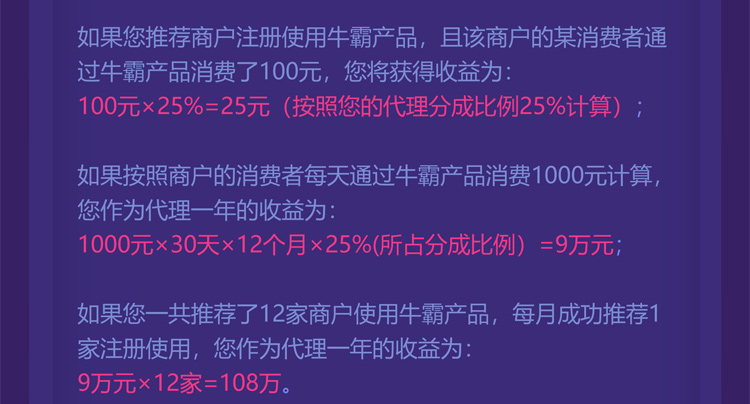 如果您推荐商户注册使用牛霸产品，且该商户的某消费者通
过牛霸产品消费了100元，您将获得收益为：
100元×25%=25元（按照您的代理分成比例25%计算）；
如果按照商户的消费者每天通过牛霸产品消费1000元计算，
您作为代理一年的收益为：
1000元×30天×12个月×25%(所占分成比例）=9万元；
如果您一共推荐了12家商户使用牛霸产品，每月成功推荐1
家注册使用，您作为代理一年的收益为：
9万元×12家=108万。